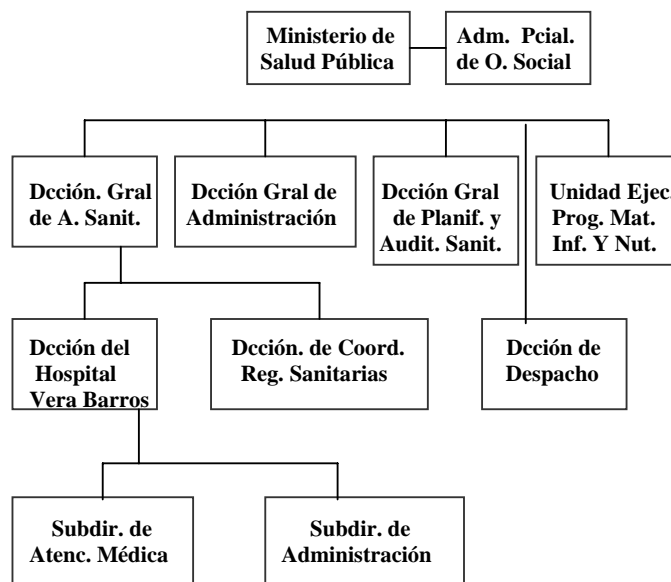 Ministerio de
Salud Pública
Adm. Pcial.
de O. Social
Dcción. Gral
de A. Sanit.
Dcción Gral de
Administración
Dcción Gral
de Planif. y
Audit. Sanit.
Unidad Ejec.
Prog. Mat.
Inf. Y Nut.
Dcción del
Hospital
Vera Barros
Dcción. de Coord.
Reg. Sanitarias
Dcción de
Despacho
Subdir. de
Atenc. Médica
Subdir. de
Administración